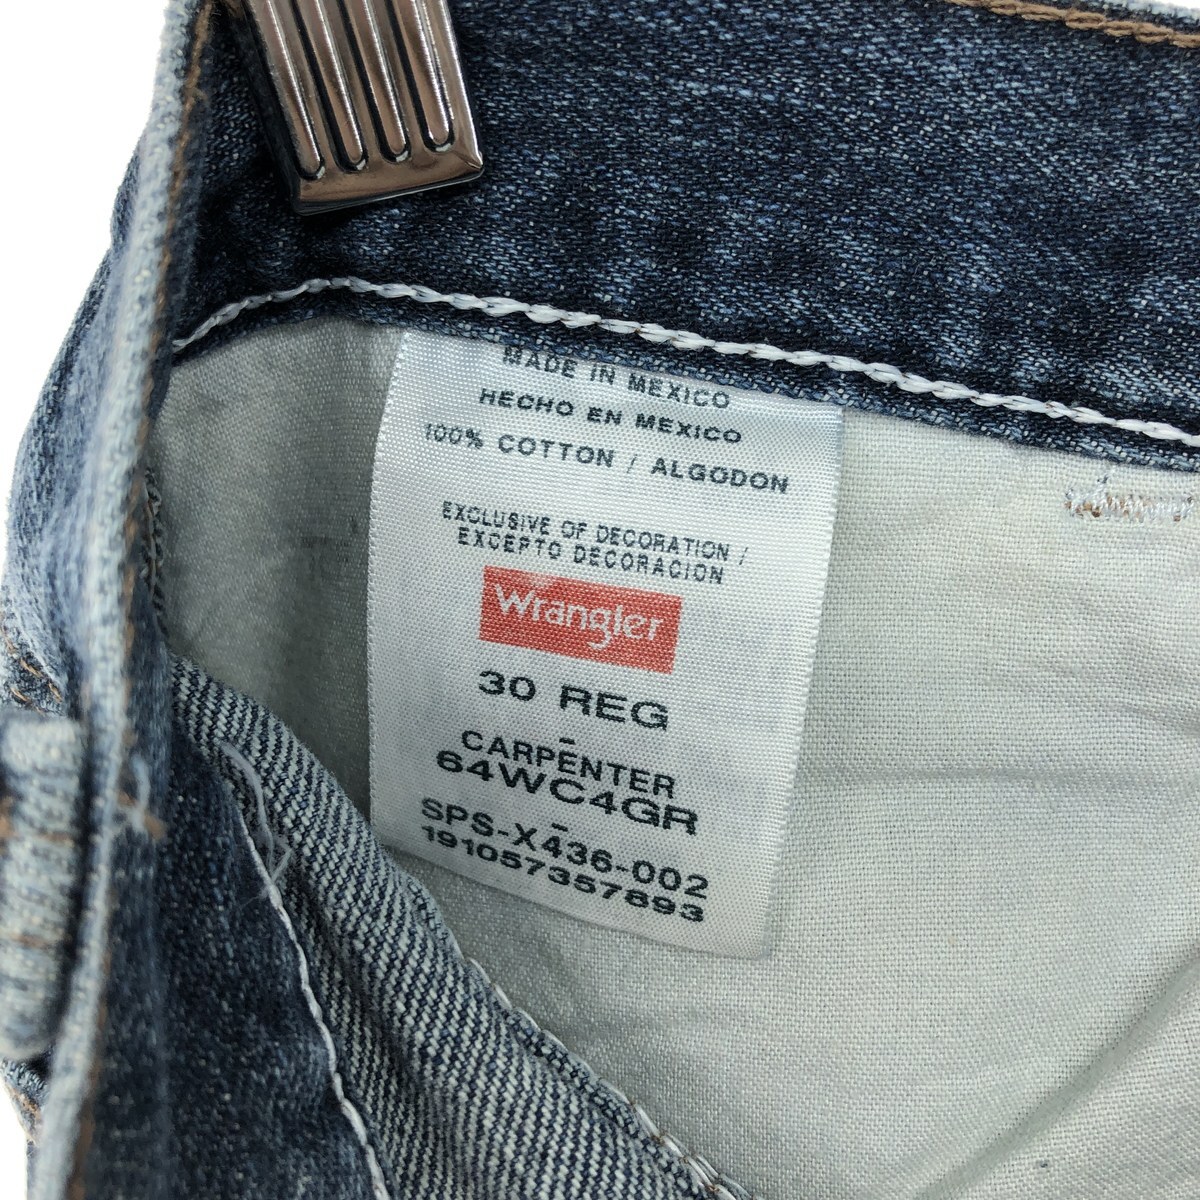 MADE IN MEXICO
HECHO EN MEXICO
100% COTTON / ALGODON
EXCLUSIVE OF DECORATION /
EXCEPTO DECORACION
Wrangler
30 REG
-
CARPENTER
64WC4GR
-
SPS-X436-002
191057357893